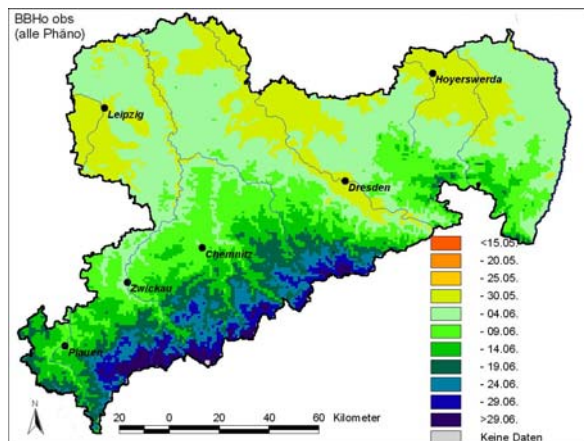 BBHo obs
(alle Phäno)
Hoyerswerda
Leipzig
Dresden
Chemnitz
Zwickau
Plauen
<15.05.
- 20.05.
- 25.05.
- 30.05.
- 04.06.
- 09.06.
- 14.06.
- 19.06.
- 24.06.
- 29.06.
>29.06.
Keine Daten
N
20 0 20 40 60 Kilometer